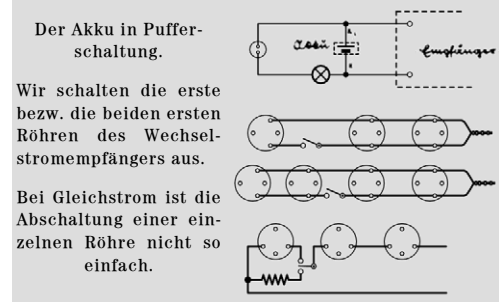 Der Akku in Puffer-
schaltung.
Akku
Empfänger
Wir schalten die erste
bezw. die beiden ersten
Röhren des Wechsel-
stromempfängers aus.
Bei Gleichstrom ist die
Abschaltung einer ein-
zelnen Röhre nicht so
einfach.